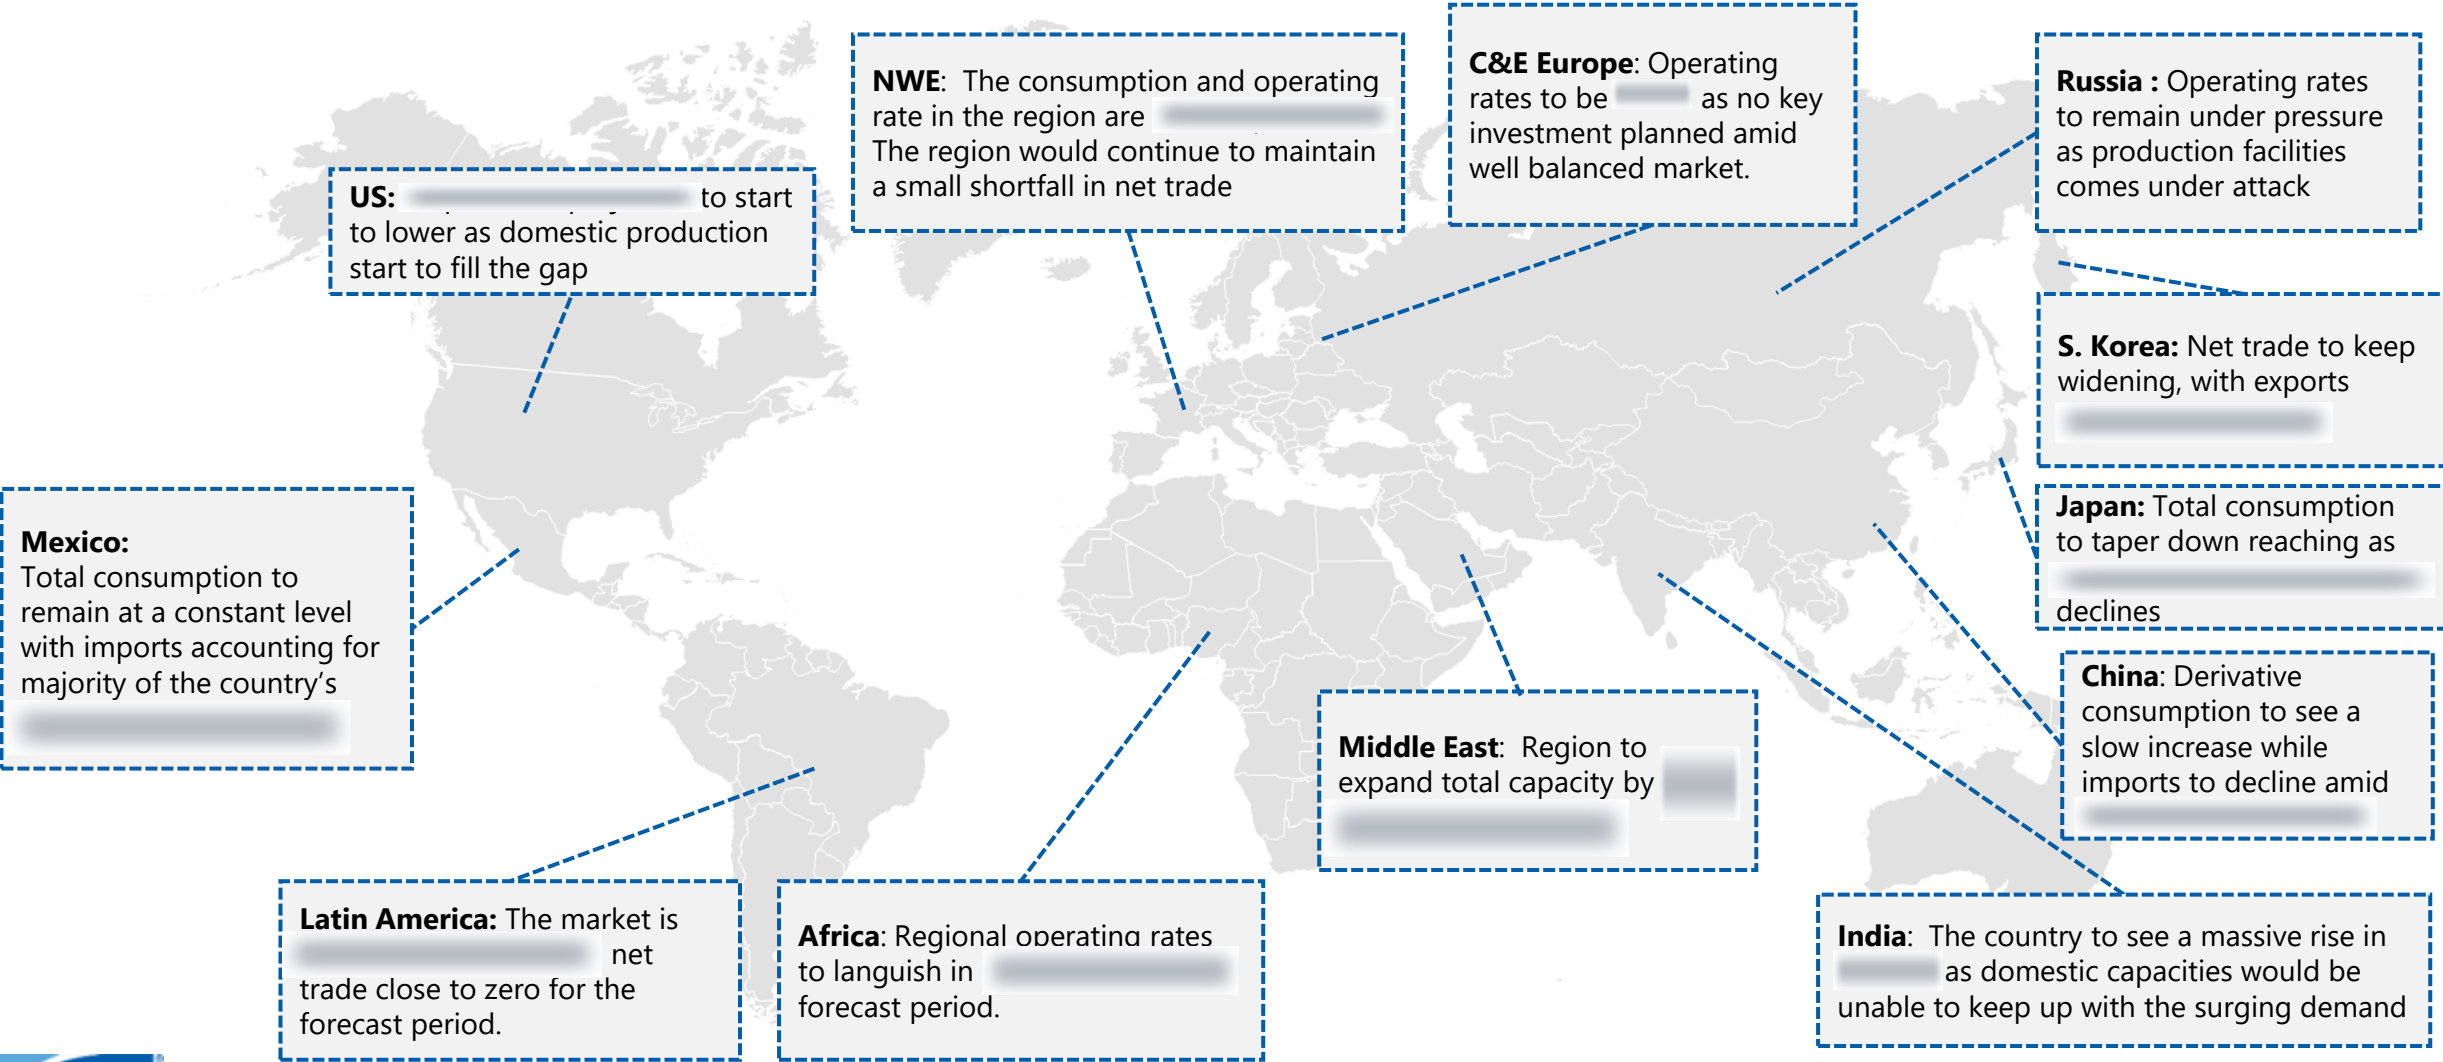 NWE: The consumption and operating
rate in the region are
The region would continue to maintain
a small shortfall in net trade
C&E Europe: Operating
rates to be as no key
investment planned amid
well balanced market.
Russia : Operating rates
to remain under pressure
as production facilities
comes under attack
US: to start
to lower as domestic production
start to fill the gap
S. Korea: Net trade to keep
widening, with exports
Japan: Total consumption
to taper down reaching as
declines
Mexico:
Total consumption to
remain at a constant level
with imports accounting for
majority of the country's
China: Derivative
consumption to see a
slow increase while
imports to decline amid
Middle East: Region to
expand total capacity by
Latin America: The market is
net
trade close to zero for the
forecast period.
Africa: Regional operating rates
to languish in
forecast period.
India: The country to see a massive rise in
as domestic capacities would be
unable to keep up with the surging demand